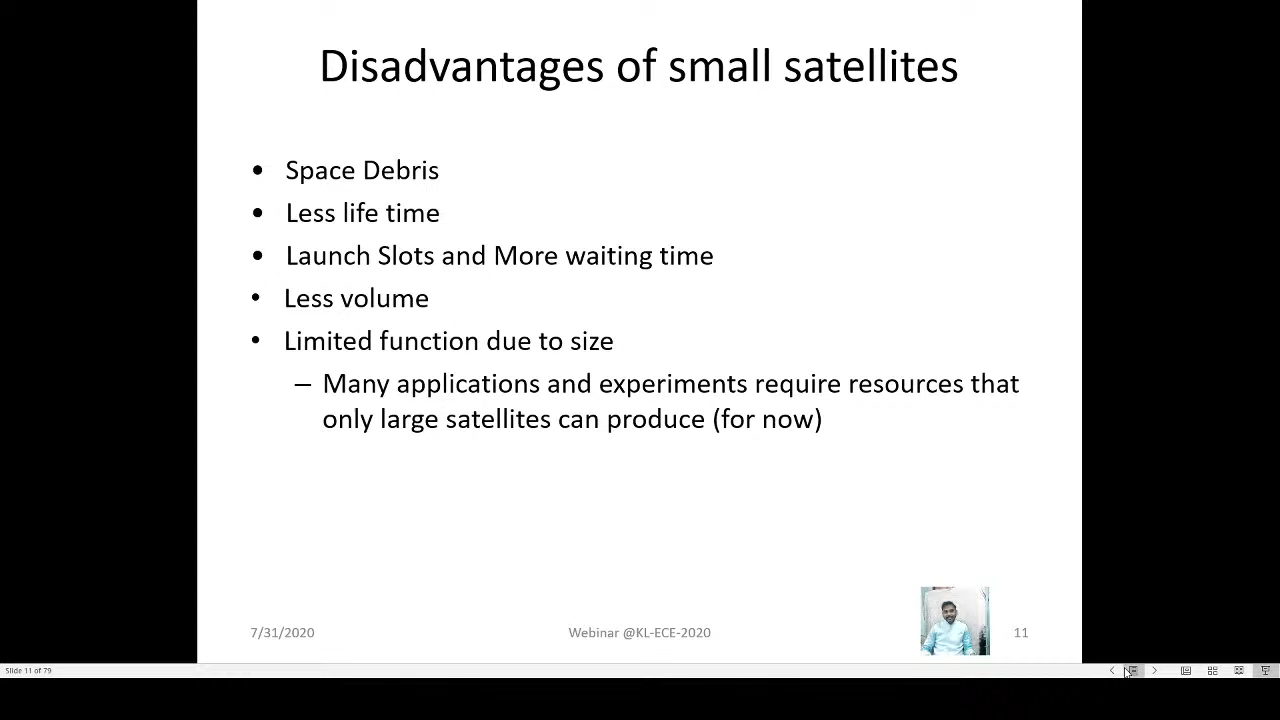 Disadvantages of small satellites
• Space Debris
• Less life time
• Launch Slots and More waiting time
• Less volume
• Limited function due to size
– Many applications and experiments require resources that
only large satellites can produce (for now)
7/31/2020
Webinar @KL-ECE-2020
11
Slide 11 of 79